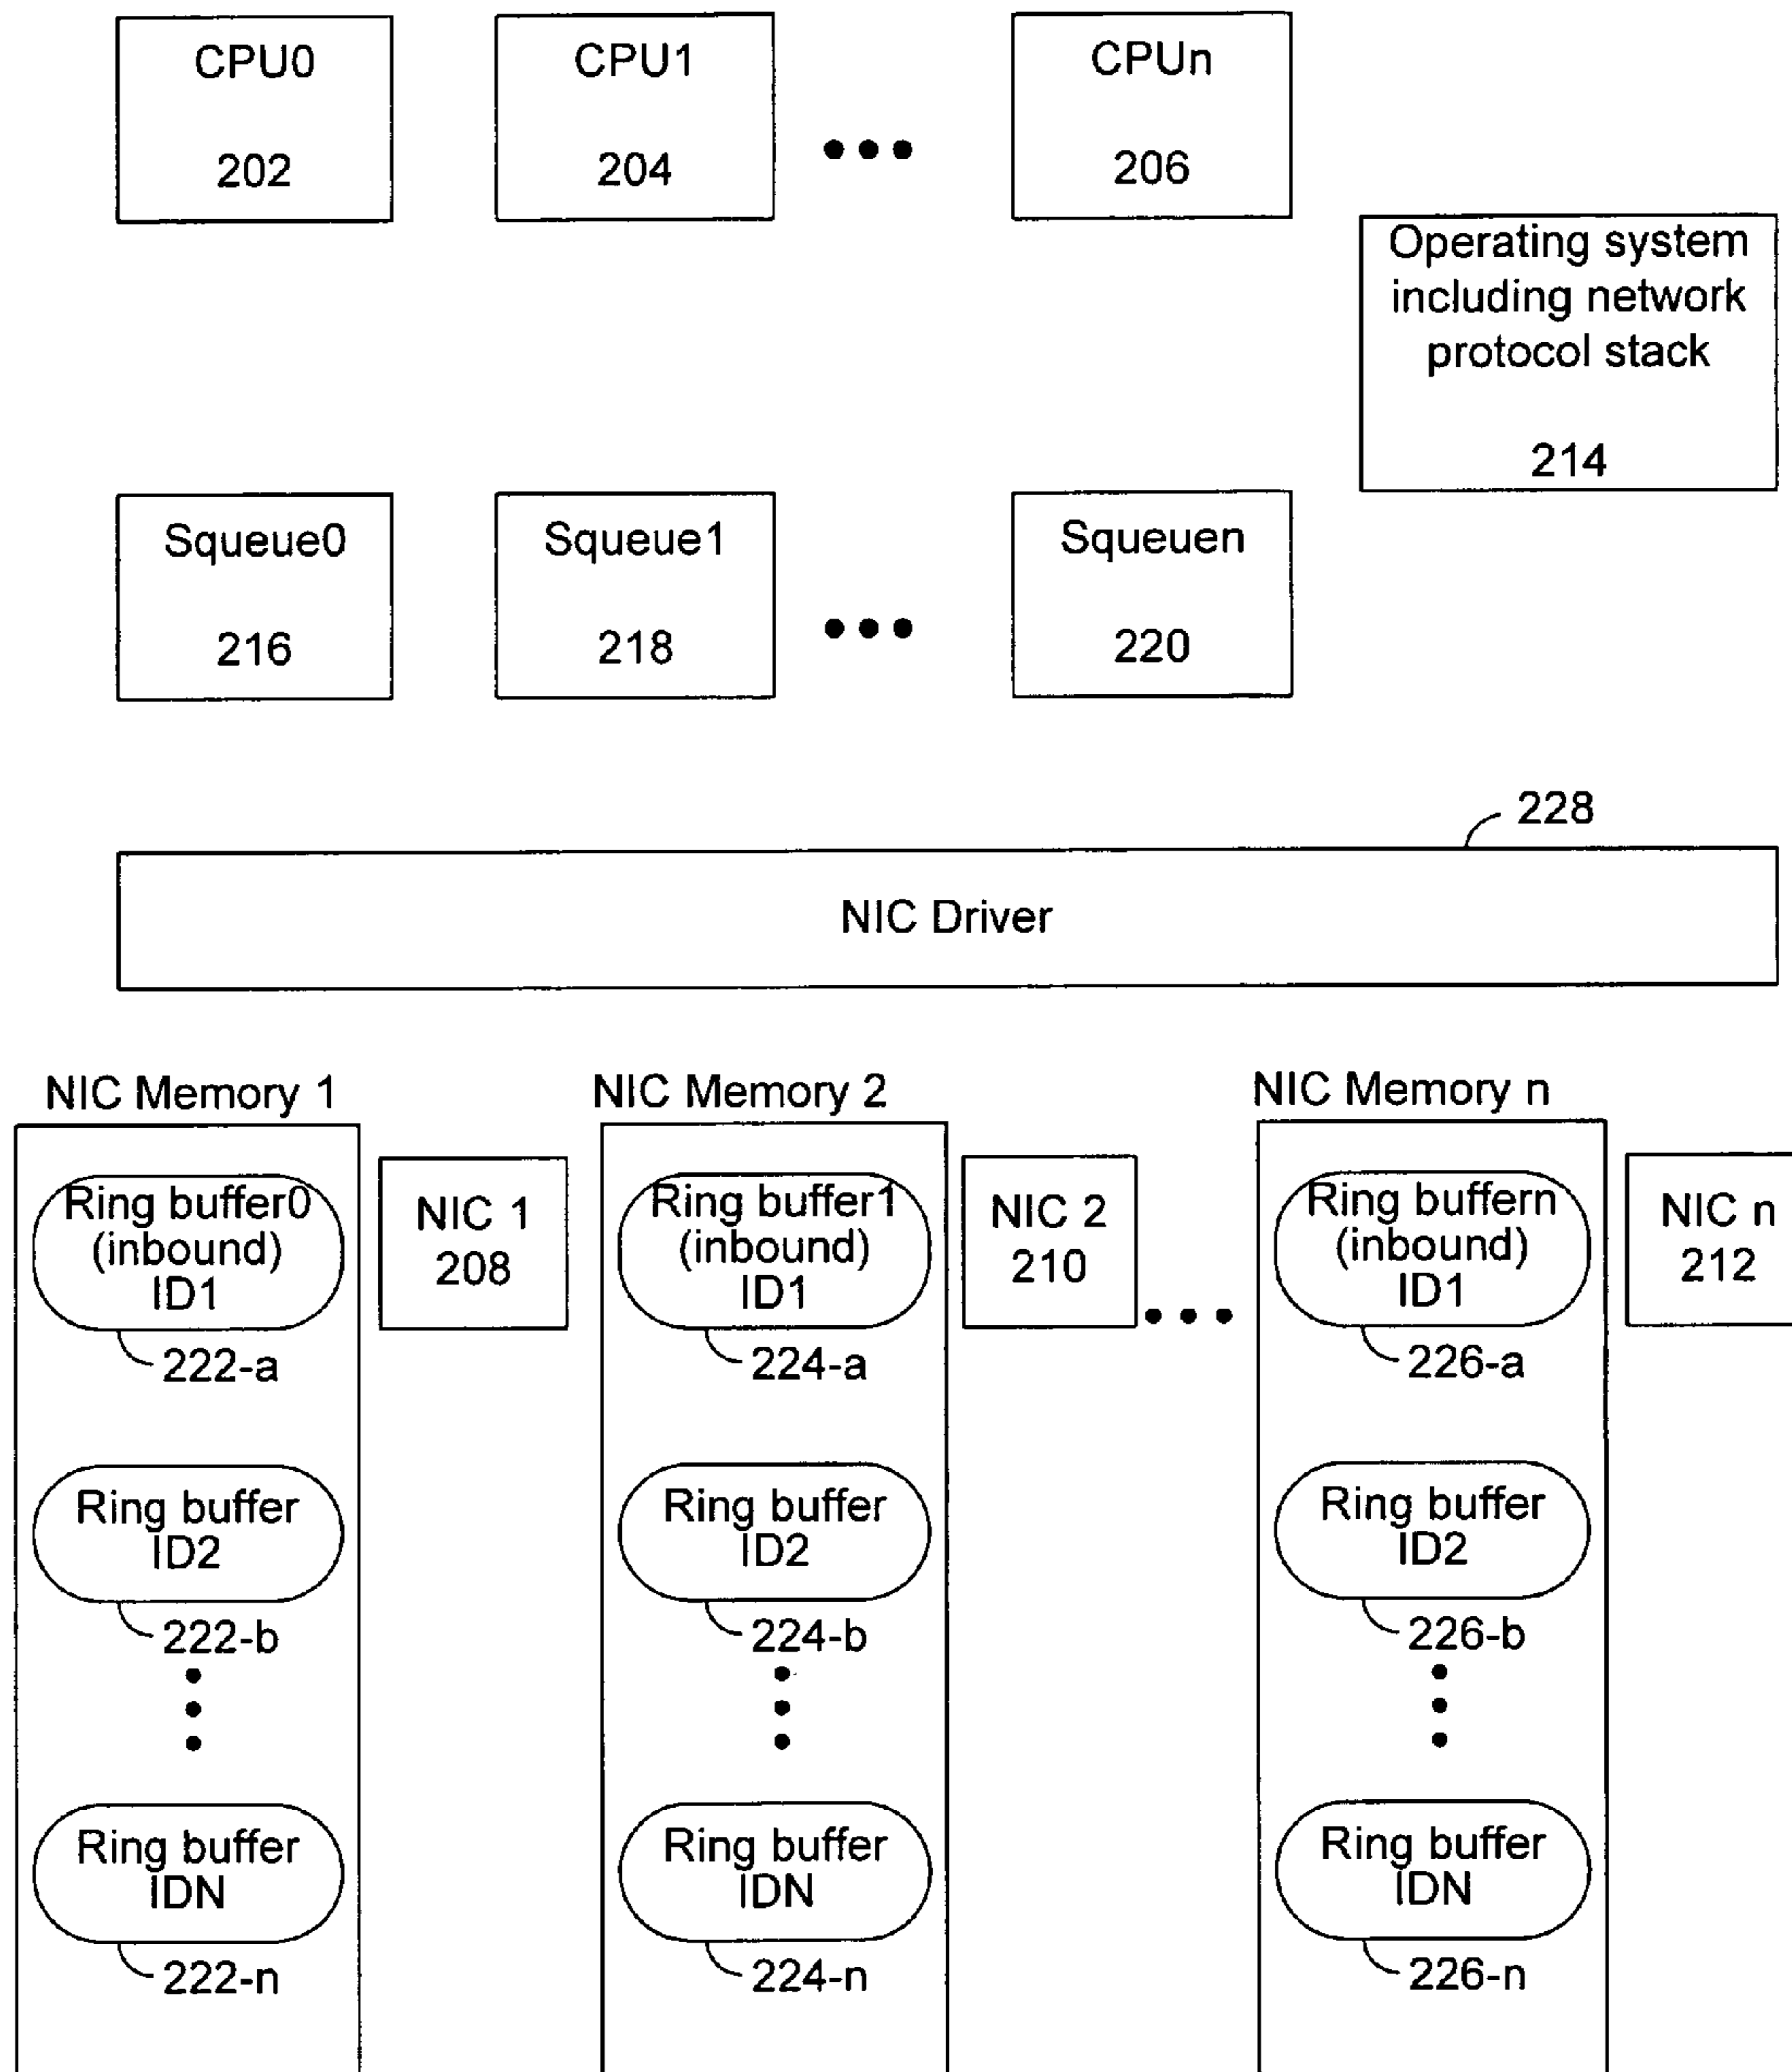 CPU0
202
CPU1
204
CPUn
206
Operating system
including network
protocol stack
214
Squeue0
216
Squeue1
218
Squeuen
220
228
NIC Driver
NIC Memory 1
Ring buffer0
(inbound)
ID1
222-a
Ring buffer
ID2
222-b
Ring buffer
IDN
222-n
NIC 1
208
NIC Memory 2
Ring buffer1
(inbound)
ID1
224-a
Ring buffer
ID2
224-b
Ring buffer
IDN
224-n
NIC 2
210
NIC Memory n
Ring buffern
(inbound)
ID1
226-a
Ring buffer
ID2
226-b
Ring buffer
IDN
226-n
NIC n
212